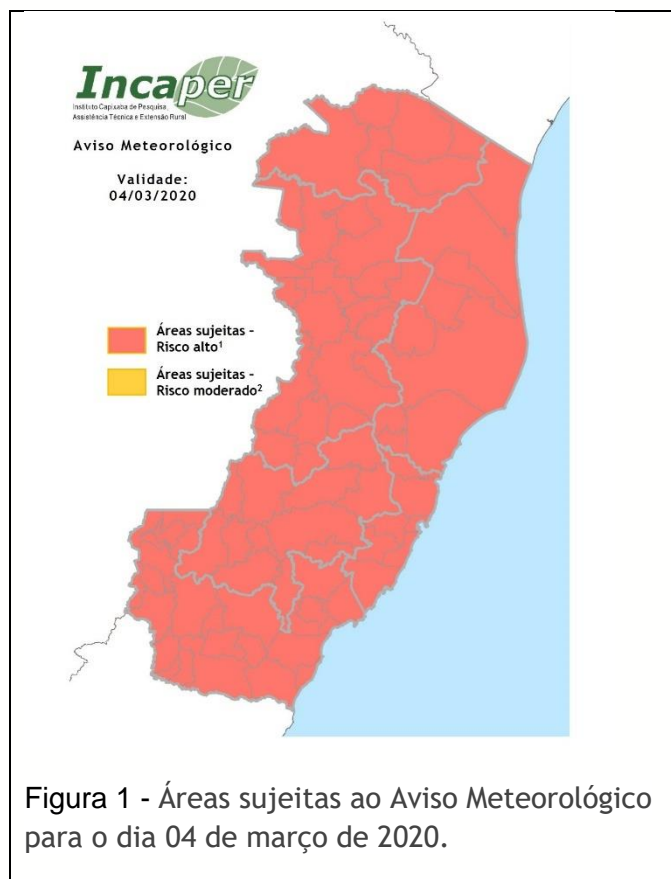 Incaper
Instituto Capixaba de Pesquisa,
Assistência Técnica e Extensão Rural
Aviso Meteorológico
Validade:
04/03/2020
Áreas sujeitas -
Risco alto¹
Áreas sujeitas -
Risco moderado²
Figura 1 - Áreas sujeitas ao Aviso Meteorológico
para o dia 04 de março de 2020.